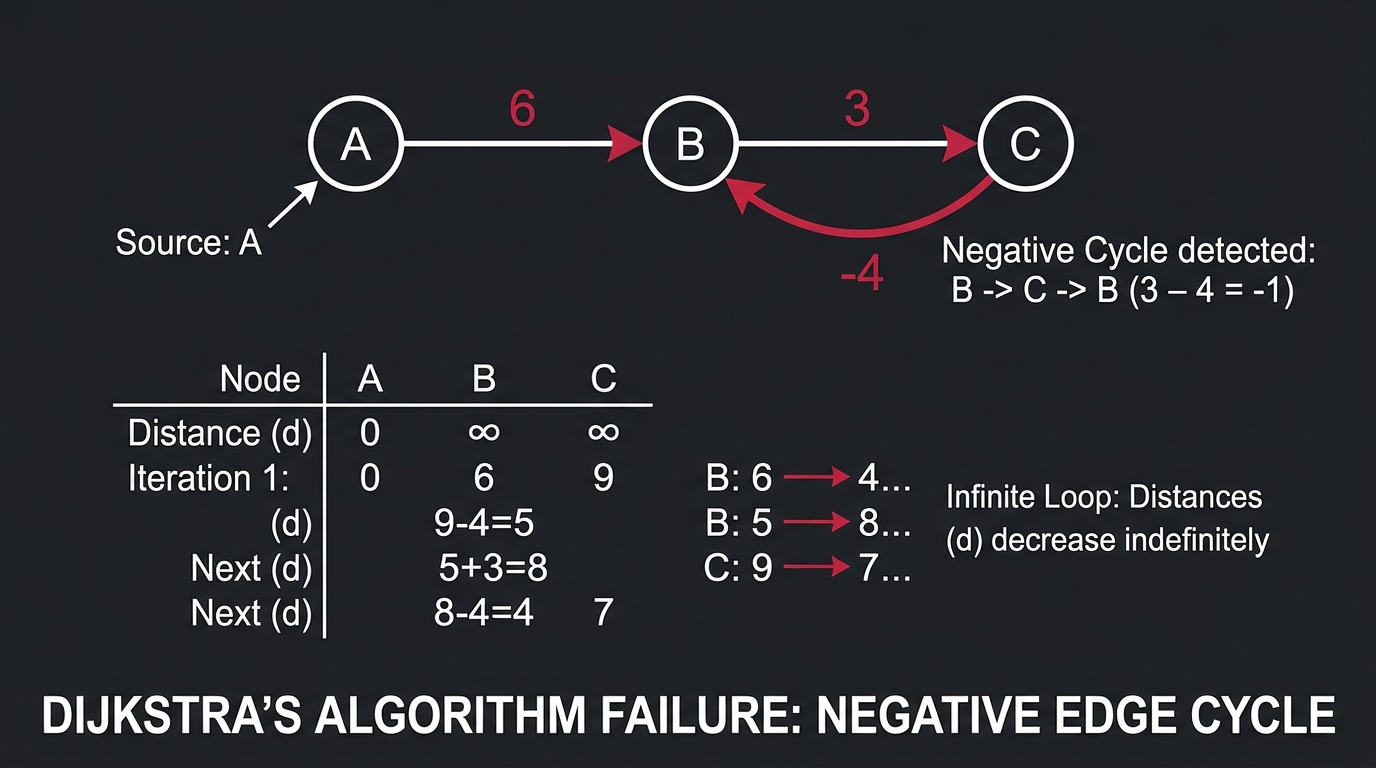 6
3
A
B
C
Source: A
-4
Negative Cycle detected:
B -> C -> B (3 – 4 = -1)
Node A B C
Distance (d) 0 ∞ ∞
Iteration 1: 0 6 9
(d) 9-4=5
Next (d) 5+3=8
Next (d) 8-4=4 7
B: 6 4...
B: 5 8...
C: 9 7...
Infinite Loop: Distances
(d) decrease indefinitely
DIJKSTRA’S ALGORITHM FAILURE: NEGATIVE EDGE CYCLE